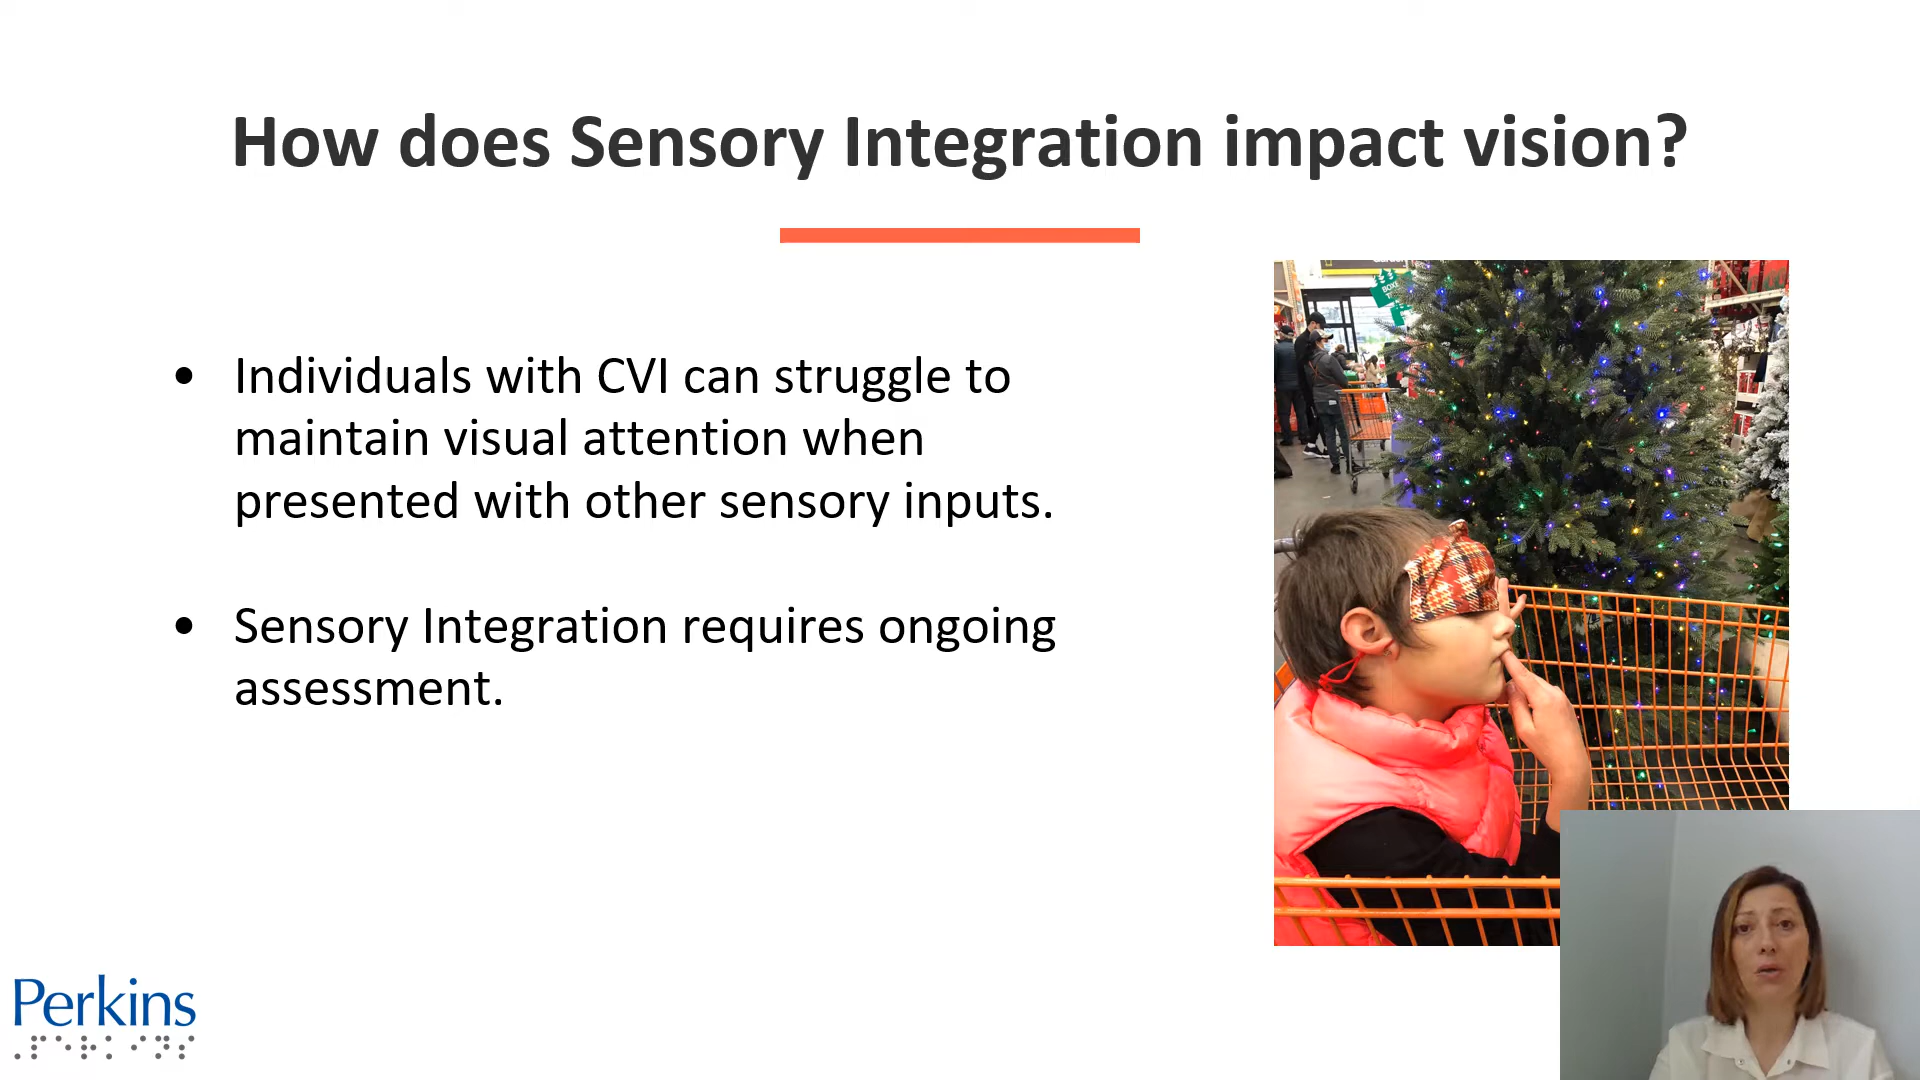 How does Sensory Integration impact vision?
• Individuals with CVI can struggle to
maintain visual attention when
presented with other sensory inputs.
• Sensory Integration requires ongoing
assessment.
Perkins
⠠⠏⠑⠗⠅⠊⠝⠎